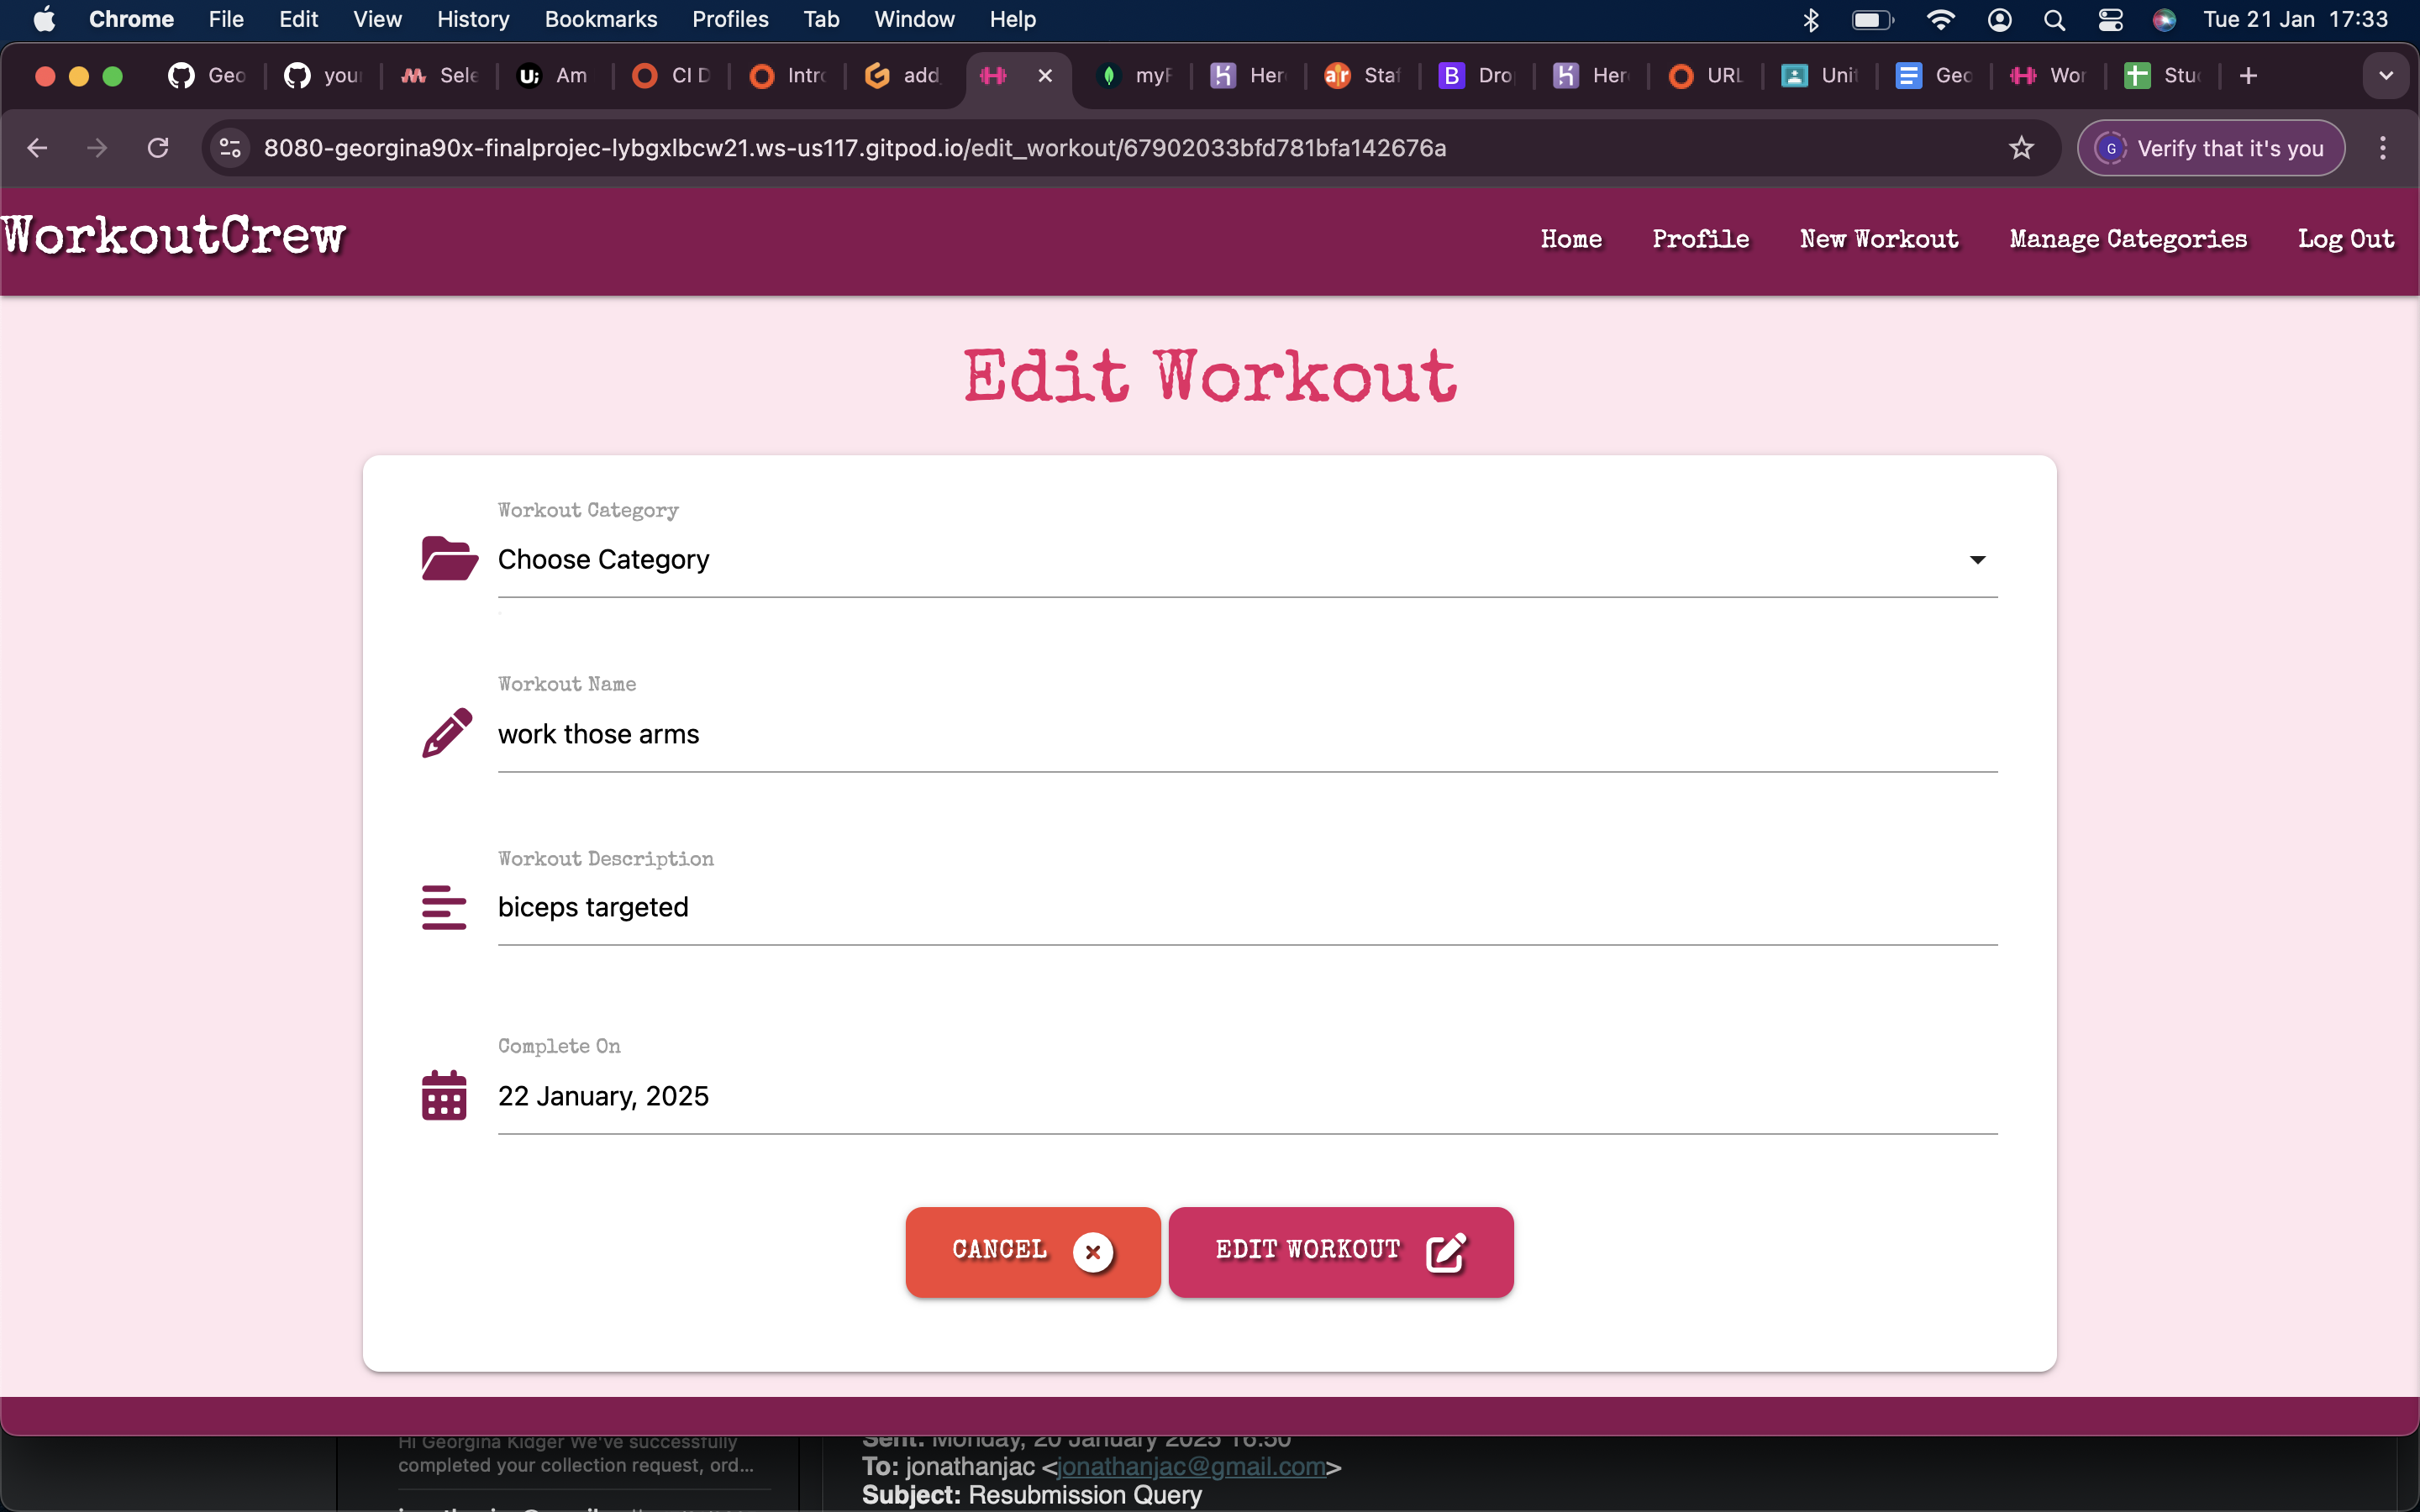 Chrome File Edit View History Bookmarks Profiles Tab Window Help Tue 21 Jan 17:33
Geo you Sele Am CI D Intro add Her Sta Dro Her URL Uni Geo Wor Stu
8080-georgina90x-finalprojec-lybgxlbcw21.ws-us117.gitpod.io/edit_workout/67902033bfd781bfa142676a G Verify that it's you
WorkoutCrew Home Profile New Workout Manage Categories Log Out
Edit Workout
Workout Category
Choose Category
Workout Name
work those arms
Workout Description
biceps targeted
Complete On
22 January, 2025
CANCEL EDIT WORKOUT
Hi Georgina Kidger We've successfully
completed your collection request, ord...
Sent: Monday, 20 January 2025 16:50
To: jonathanjac <jonathanjac@gmail.com>
Subject: Resubmission Query